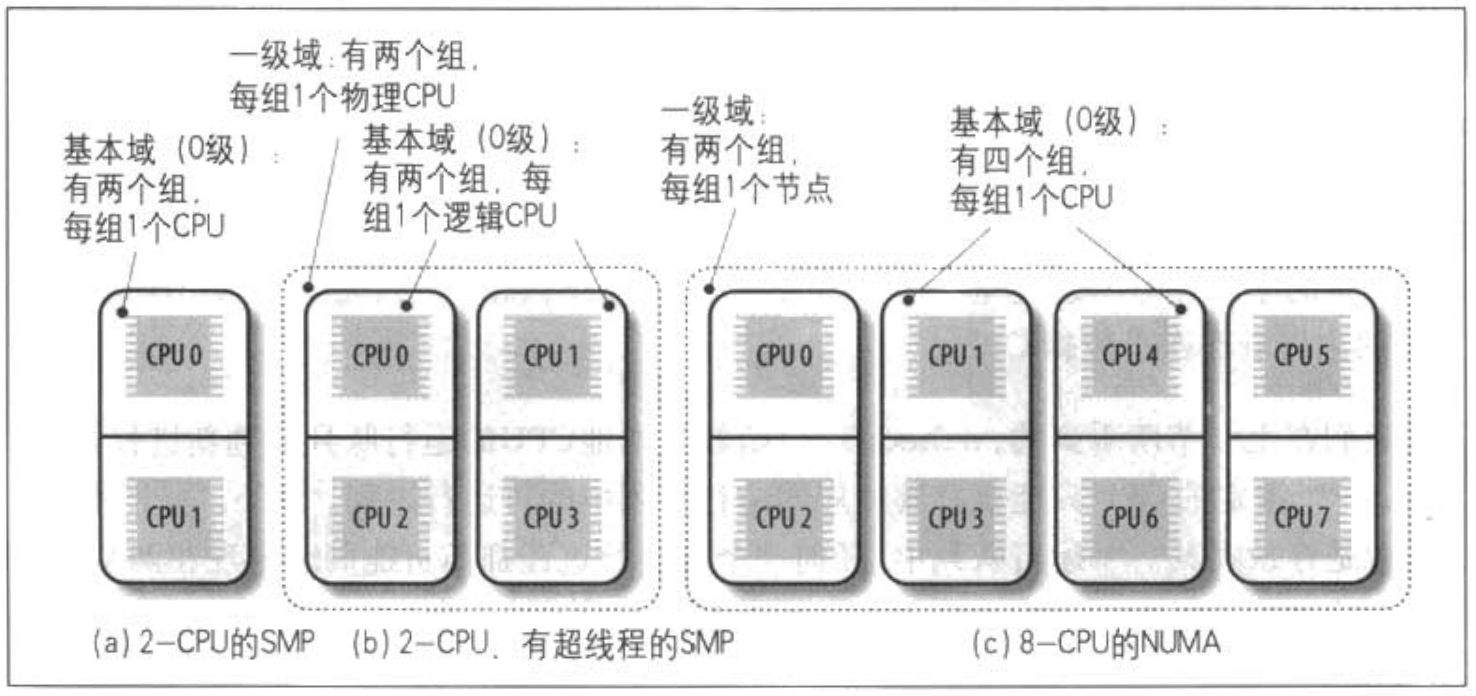 一级域:有两个组,
每组1个物理CPU
基本域（0级）:
有两个组,
每组1个CPU
基本域（0级）:
有两个组, 每
组1个逻辑CPU
一级域:
有两个组,
每组1个节点
基本域（0级）:
有四个组,
每组1个CPU
CPU 0
CPU 1
CPU 0
CPU 1
CPU 2
CPU 3
CPU 0
CPU 1
CPU 4
CPU 5
CPU 2
CPU 3
CPU 6
CPU 7
(a) 2-CPU的SMP
(b) 2-CPU、有超线程的SMP
(c) 8-CPU的NUMA